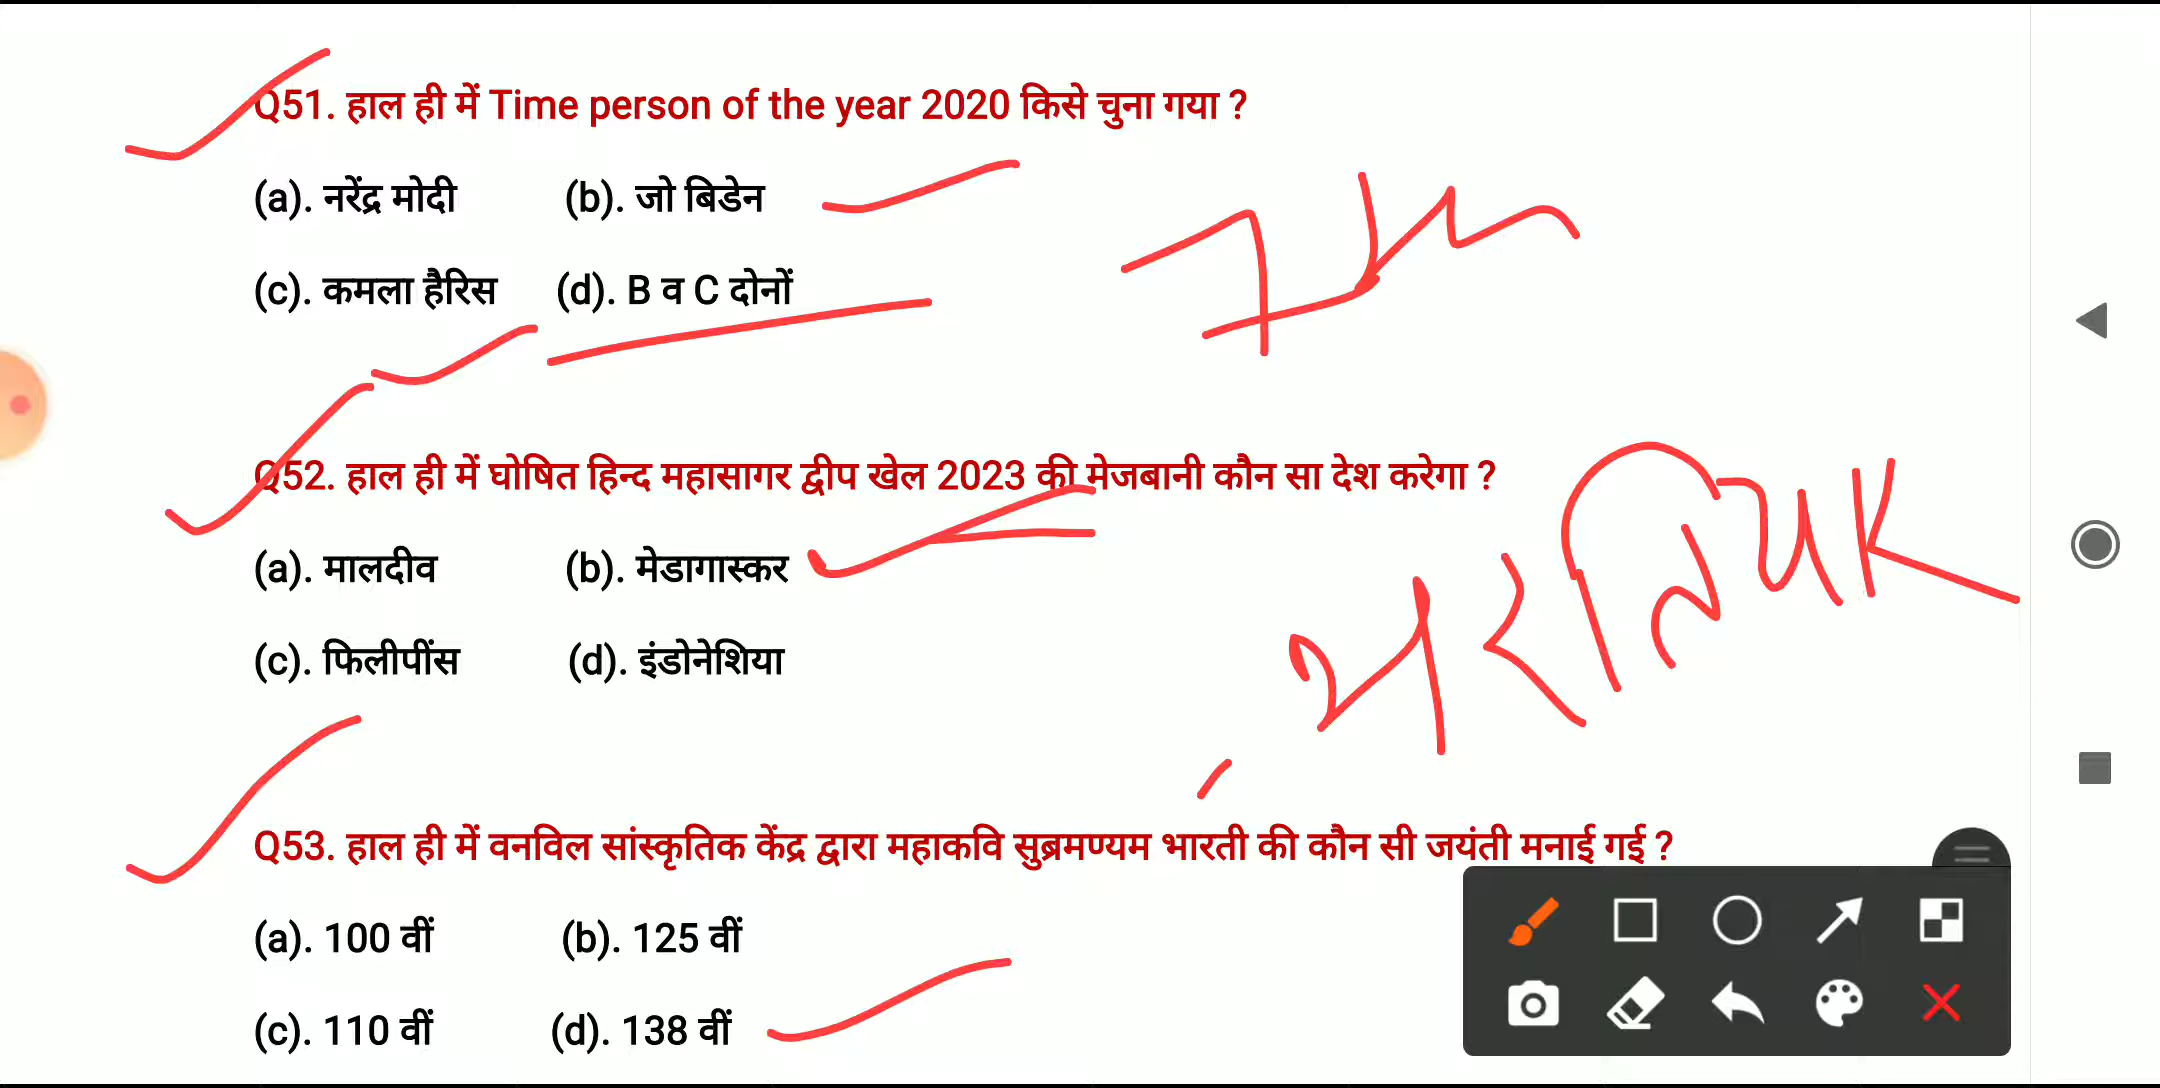 Q51. हाल ही में Time person of the year 2020 किसे चुना गया ?
(a). नरेंद्र मोदी (b). जो बिडेन
(c). कमला हैरिस (d). B व C दोनों
Q52. हाल ही में घोषित हिन्द महासागर द्वीप खेल 2023 की मेजबानी कौन सा देश करेगा ?
(a). मालदीव (b). मेडागास्कर
(c). फिलीपींस (d). इंडोनेशिया
Q53. हाल ही में वनविल सांस्कृतिक केंद्र द्वारा महाकवि सुब्रमण्यम भारती की कौन सी जयंती मनाई गई ?
(a). 100 वीं (b). 125 वीं
(c). 110 वीं (d). 138 वीं